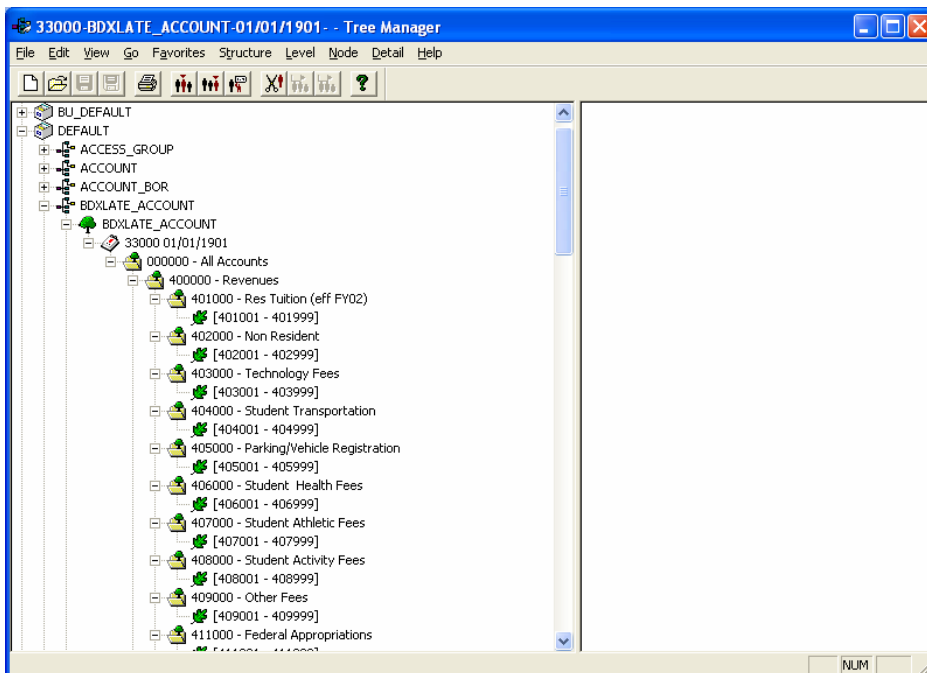 33000-BDXLATE_ACCOUNT-01/01/1901- - Tree Manager
File Edit View Go Favorites Structure Level Node Detail Help
BU_DEFAULT
DEFAULT
ACCESS_GROUP
ACCOUNT
ACCOUNT_BOR
BDXLATE_ACCOUNT
BDXLATE_ACCOUNT
33000 01/01/1901
000000 - All Accounts
400000 - Revenues
401000 - Res Tuition (eff FY02)
[401001 - 401999]
402000 - Non Resident
[402001 - 402999]
403000 - Technology Fees
[403001 - 403999]
404000 - Student Transportation
[404001 - 404999]
405000 - Parking/Vehicle Registration
[405001 - 405999]
406000 - Student  Health Fees
[406001 - 406999]
407000 - Student Athletic Fees
[407001 - 407999]
408000 - Student Activity Fees
[408001 - 408999]
409000 - Other Fees
[409001 - 409999]
411000 - Federal Appropriations
NUM